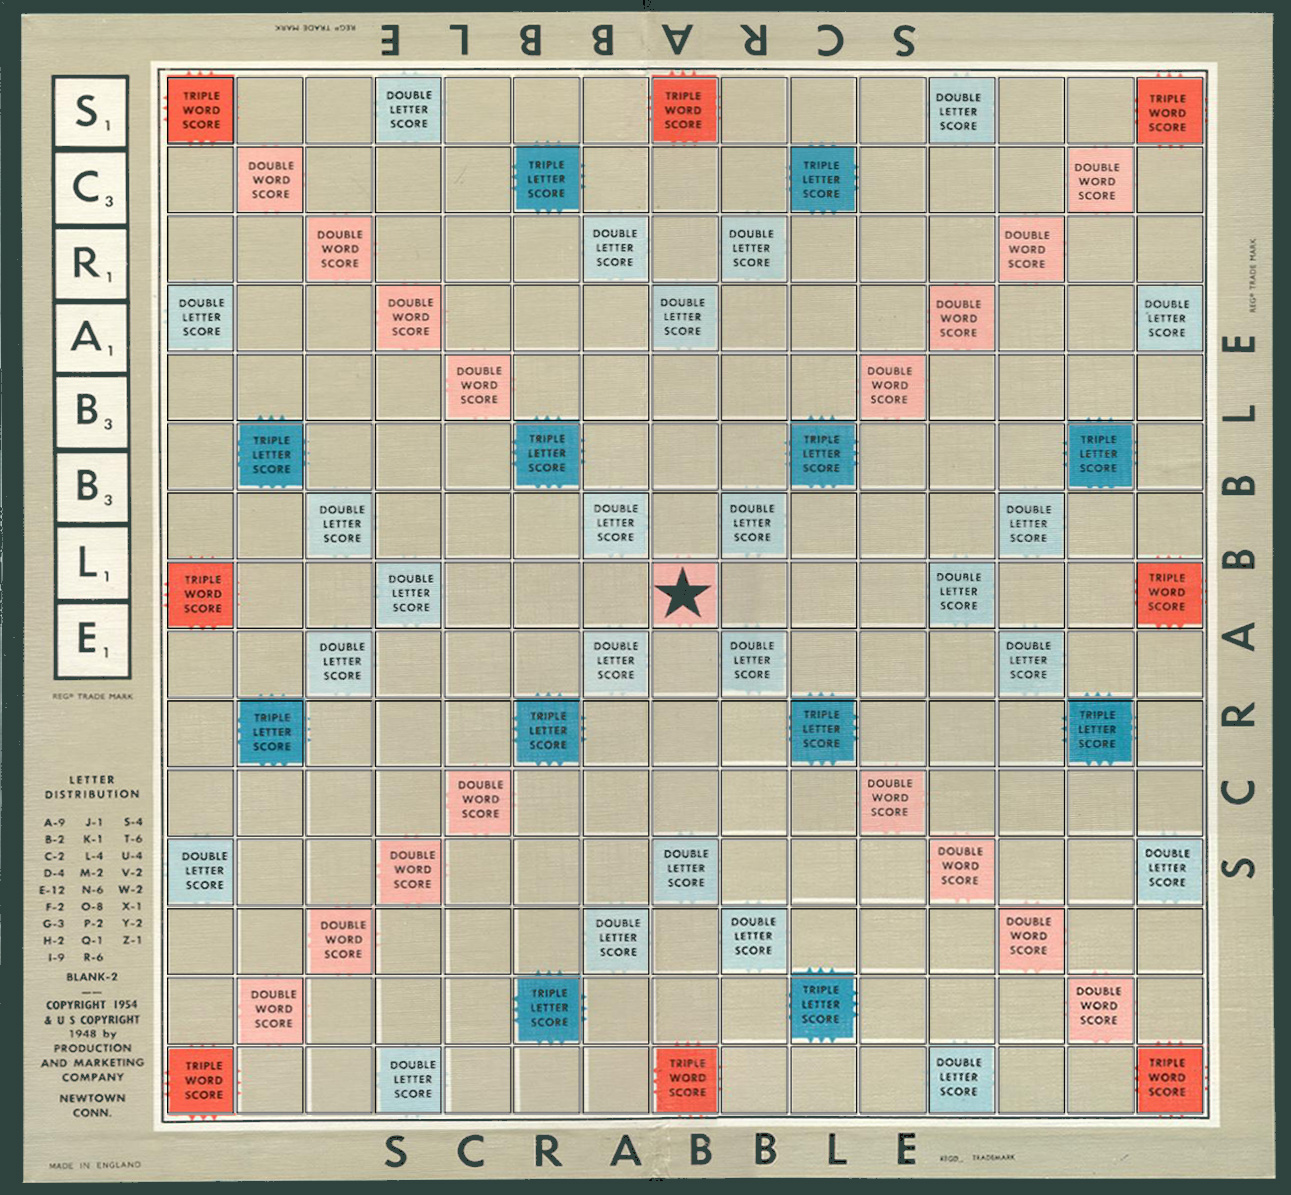 REGD TRADE MARK
SCRABBLE
S1
C3
R1
A1
B3
B3
L1
E1
REGD TRADE MARK
LETTER
DISTRIBUTION
A-9 J-1 S-4
B-2 K-1 T-6
C-2 L-4 U-4
D-4 M-2 V-2
E-12 N-6 W-2
F-2 O-8 X-1
G-3 P-2 Y-2
H-2 Q-1 Z-1
I-9 R-6
BLANK-2
COPYRIGHT 1954
& U S COPYRIGHT
1948 by
PRODUCTION
AND MARKETING
COMPANY
NEWTOWN
CONN.
MADE IN ENGLAND
TRIPLE WORD SCORE DOUBLE LETTER SCORE TRIPLE WORD SCORE DOUBLE LETTER SCORE TRIPLE WORD SCORE
DOUBLE WORD SCORE TRIPLE LETTER SCORE TRIPLE LETTER SCORE DOUBLE WORD SCORE
DOUBLE WORD SCORE DOUBLE LETTER SCORE DOUBLE LETTER SCORE DOUBLE WORD SCORE
DOUBLE LETTER SCORE DOUBLE WORD SCORE DOUBLE LETTER SCORE DOUBLE WORD SCORE DOUBLE LETTER SCORE
DOUBLE WORD SCORE DOUBLE WORD SCORE
TRIPLE LETTER SCORE TRIPLE LETTER SCORE TRIPLE LETTER SCORE TRIPLE LETTER SCORE
DOUBLE LETTER SCORE DOUBLE LETTER SCORE DOUBLE LETTER SCORE DOUBLE LETTER SCORE
TRIPLE WORD SCORE DOUBLE LETTER SCORE DOUBLE LETTER SCORE TRIPLE WORD SCORE
DOUBLE LETTER SCORE DOUBLE LETTER SCORE DOUBLE LETTER SCORE DOUBLE LETTER SCORE
TRIPLE LETTER SCORE TRIPLE LETTER SCORE TRIPLE LETTER SCORE TRIPLE LETTER SCORE
DOUBLE WORD SCORE DOUBLE WORD SCORE
DOUBLE LETTER SCORE DOUBLE WORD SCORE DOUBLE LETTER SCORE DOUBLE WORD SCORE DOUBLE LETTER SCORE
DOUBLE WORD SCORE DOUBLE LETTER SCORE DOUBLE LETTER SCORE DOUBLE WORD SCORE
DOUBLE WORD SCORE TRIPLE LETTER SCORE TRIPLE LETTER SCORE DOUBLE WORD SCORE
TRIPLE WORD SCORE DOUBLE LETTER SCORE TRIPLE WORD SCORE DOUBLE LETTER SCORE TRIPLE WORD SCORE
SCRABBLE
REGD TRADE MARK
SCRABBLE
REGD. TRADEMARK